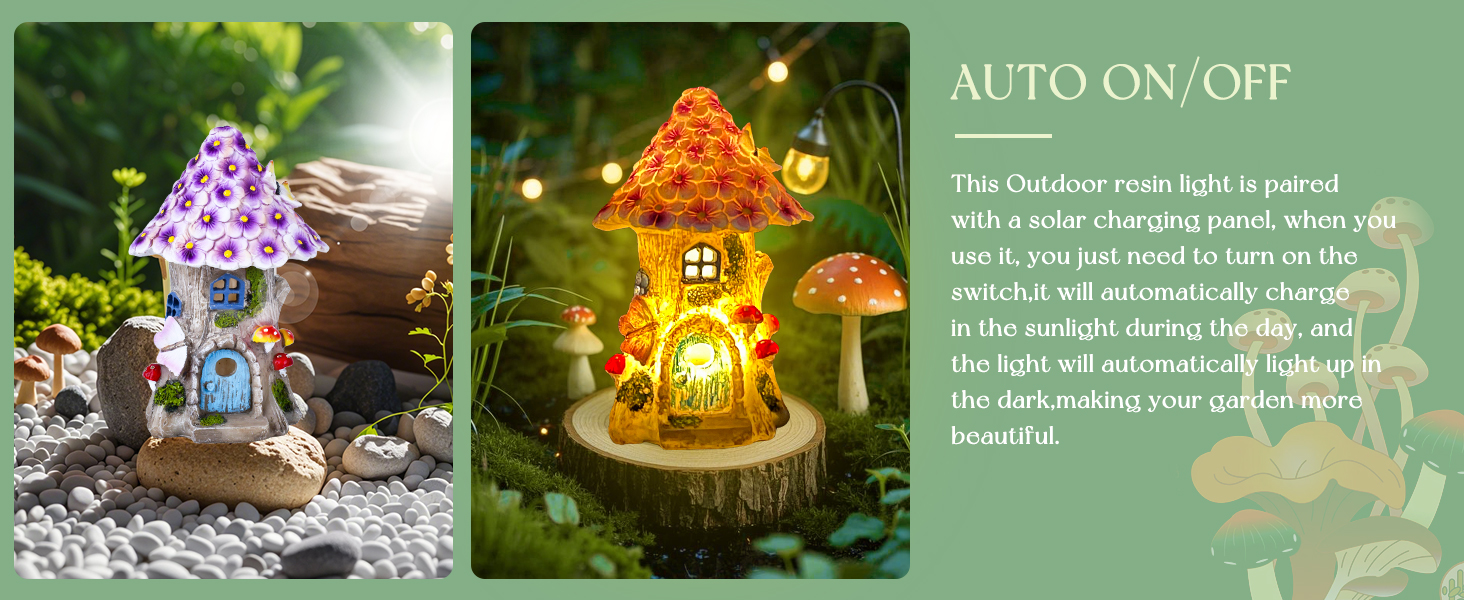 AUTO ON/OFF
This Outdoor resin light is paired
with a solar charging panel, when you
use it, you just need to turn on the
switch,it will automatically charge
in the sunlight during the day, and
the light will automatically light up in
the dark,making your garden more
beautiful.